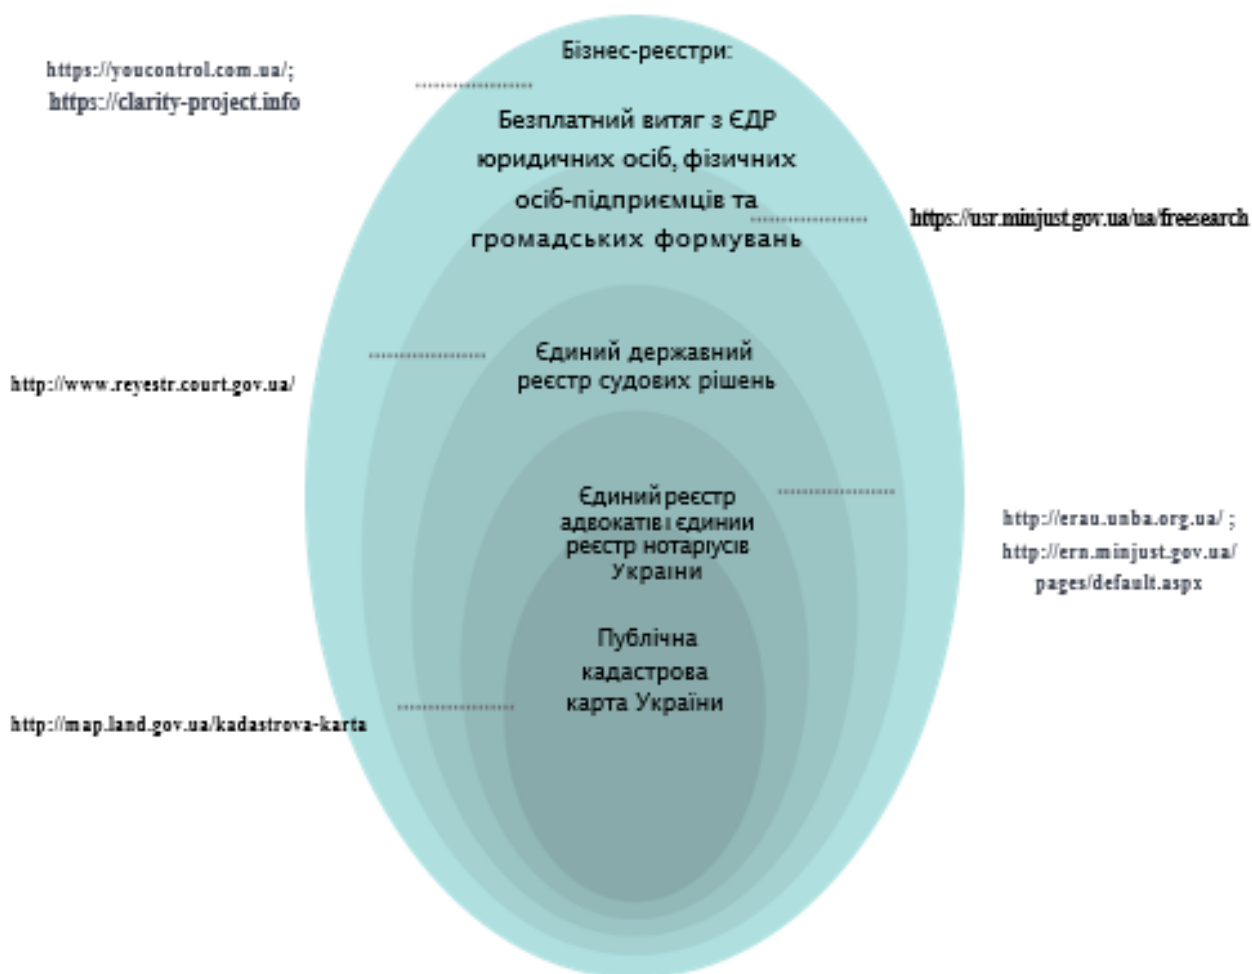 Бізнес-реєстри:
https://youcontrol.com.ua/;
https://clarity-project.info
Безплатний витяг з ЄДР
юридичних осіб, фізичних
осіб-підприємців та
громадських формувань
https://usr.minjust.gov.ua/ua/freesearch
Єдиний державний
реєстр судових рішень
http://www.reyestr.court.gov.ua/
Єдиний реєстр
адвокатів і єдинии
реєстр нотаріусів
України
http://erau.unba.org.ua/ ;
http://ern.minjust.gov.ua/
pages/default.aspx
Публічна
кадастрова
карта України
http://map.land.gov.ua/kadastrova-karta